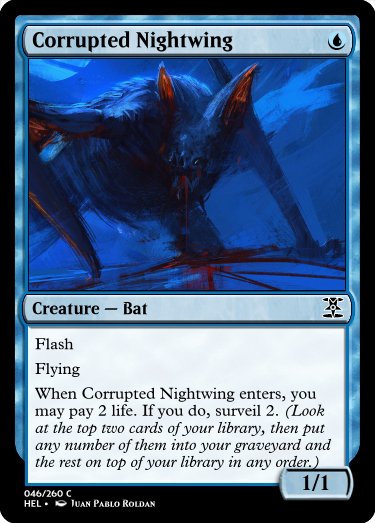 Corrupted Nightwing
Creature — Bat
Flash
Flying
When Corrupted Nightwing enters, you
may pay 2 life. If you do, surveil 2. (Look
at the top two cards of your library, then put
any number of them into your graveyard and
the rest on top of your library in any order.)
1/1
046/260 C
HEL • Juan Pablo Roldan